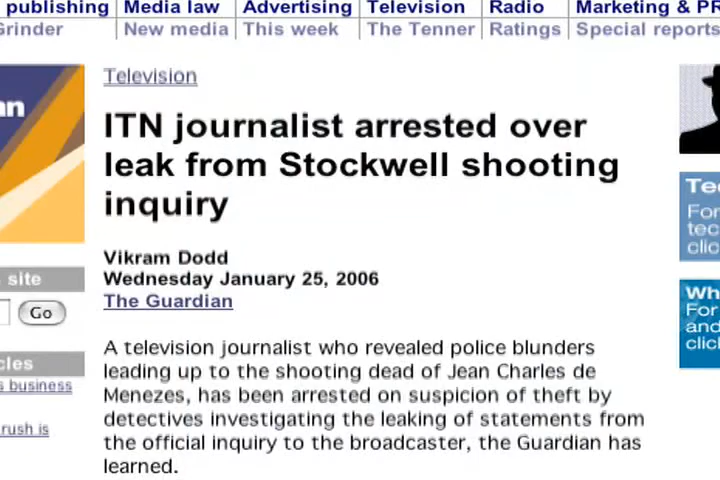 publishing Media law Advertising Television Radio Marketing & PR
Grinder New media This week The Tenner Ratings Special reports
Television
ITN journalist arrested over
leak from Stockwell shooting
inquiry
Vikram Dodd
Wednesday January 25, 2006
The Guardian
A television journalist who revealed police blunders
leading up to the shooting dead of Jean Charles de
Menezes, has been arrested on suspicion of theft by
detectives investigating the leaking of statements from
the official inquiry to the broadcaster, the Guardian has
learned.
site
Go
business
rush is
For
clic
Wh
For
and
click